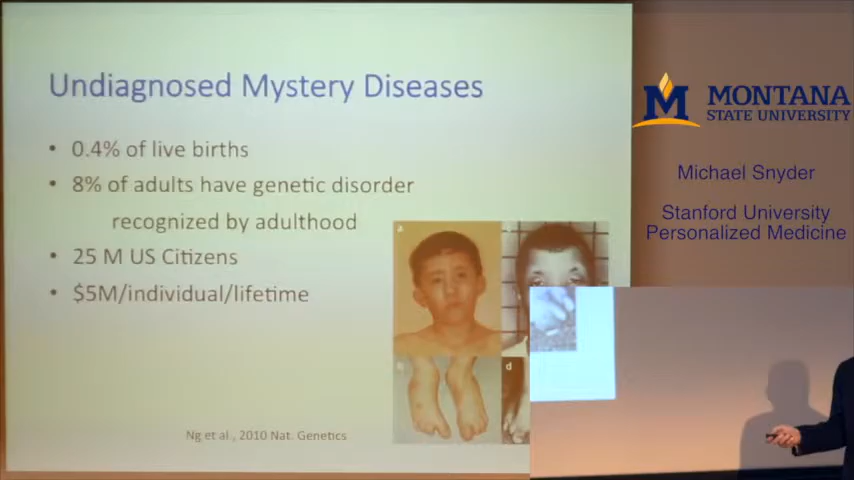 Undiagnosed Mystery Diseases
• 0.4% of live births
• 8% of adults have genetic disorder
recognized by adulthood
• 25 M US Citizens
• $5M/individual/lifetime
d
Ng et al., 2010 Nat. Genetics
M MONTANA
STATE UNIVERSITY
Michael Snyder
Stanford University
Personalized Medicine